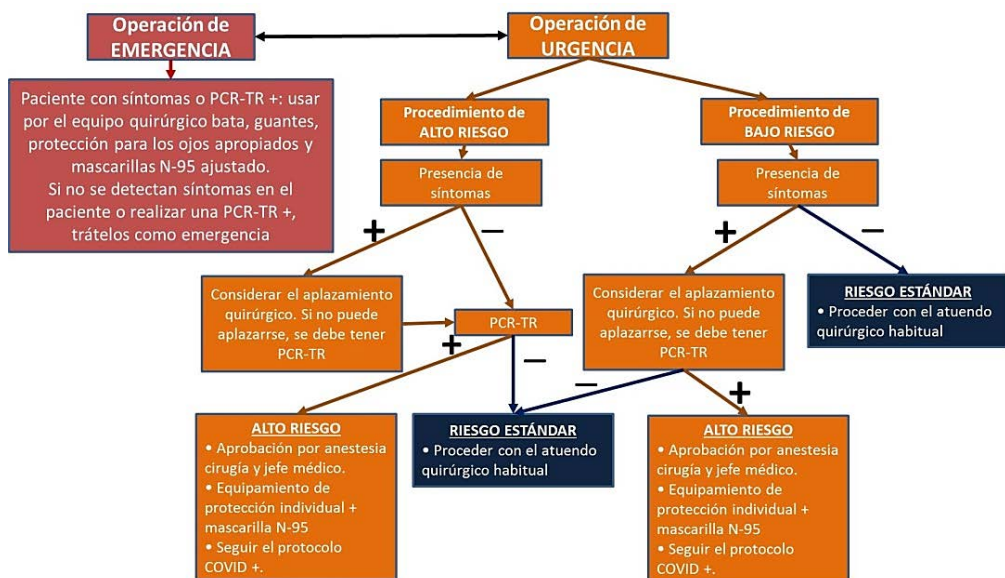 Operación de
EMERGENCIA
Operación de
URGENCIA
Paciente con síntomas o PCR-TR +: usar
por el equipo quirúrgico bata, guantes,
protección para los ojos apropiados y
mascarillas N-95 ajustado.
Si no se detectan síntomas en el
paciente o realizar una PCR-TR +,
trátelos como emergencia
Procedimiento de
ALTO RIESGO
Procedimiento de
BAJO RIESGO
Presencia de
síntomas
Presencia de
síntomas
+
–
+
–
Considerar el aplazamiento
quirúrgico. Si no puede
aplazarrse, se debe tener
PCR-TR
PCR-TR
Considerar el aplazamiento
quirúrgico. Si no puede
aplazarrse, se debe tener
PCR-TR
RIESGO ESTÁNDAR
• Proceder con el atuendo
quirúrgico habitual
+
–
–
+
ALTO RIESGO
• Aprobación por anestesia
cirugía y jefe médico.
• Equipamiento de
protección individual +
mascarilla N-95
• Seguir el protocolo
COVID +.
RIESGO ESTÁNDAR
• Proceder con el atuendo
quirúrgico habitual
ALTO RIESGO
• Aprobación por anestesia
cirugía y jefe médico.
• Equipamiento de
protección individual +
mascarilla N-95
• Seguir el protocolo
COVID +.